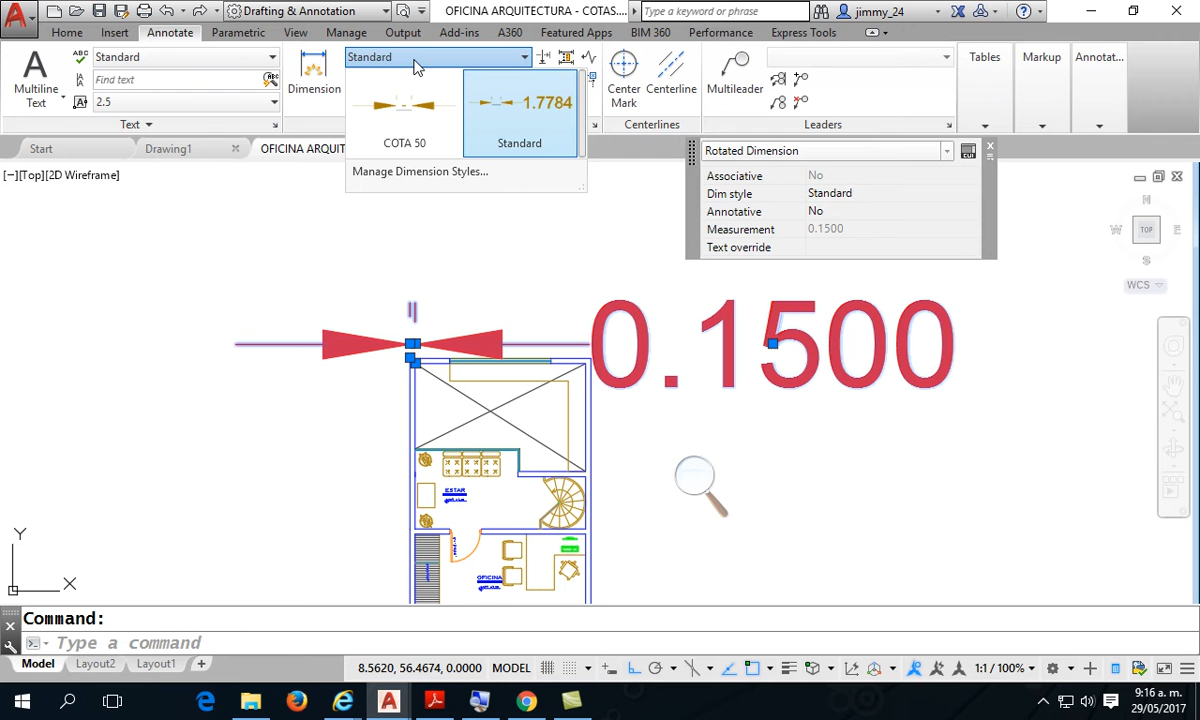 Drafting & Annotation
OFICINA ARQUITECTURA - COTAS....
Type a keyword or phrase
jimmy_24
Home Insert Annotate Parametric View Manage Output Add-ins A360 Featured Apps BIM 360 Performance Express Tools
Standard
Find text
2.5
Multiline
Text
Text
Dimension
Standard
COTA 50
1.7784
Standard
Manage Dimension Styles...
Center
Mark
Centerline
Centerlines
Multileader
Leaders
Tables
Markup
Annotat...
Start
Drawing1
OFICINA ARQUIT
[−][Top][2D Wireframe]
Rotated Dimension
Associative No
Dim style Standard
Annotative No
Measurement 0.1500
Text override
N
W TOP E
S
WCS
0.1500
ESTAR
OFICINA
Y
X
Command:
Type a command
Model Layout2 Layout1
8.5620, 56.4674, 0.0000 MODEL
1:1 / 100%
9:16 a. m.
29/05/2017